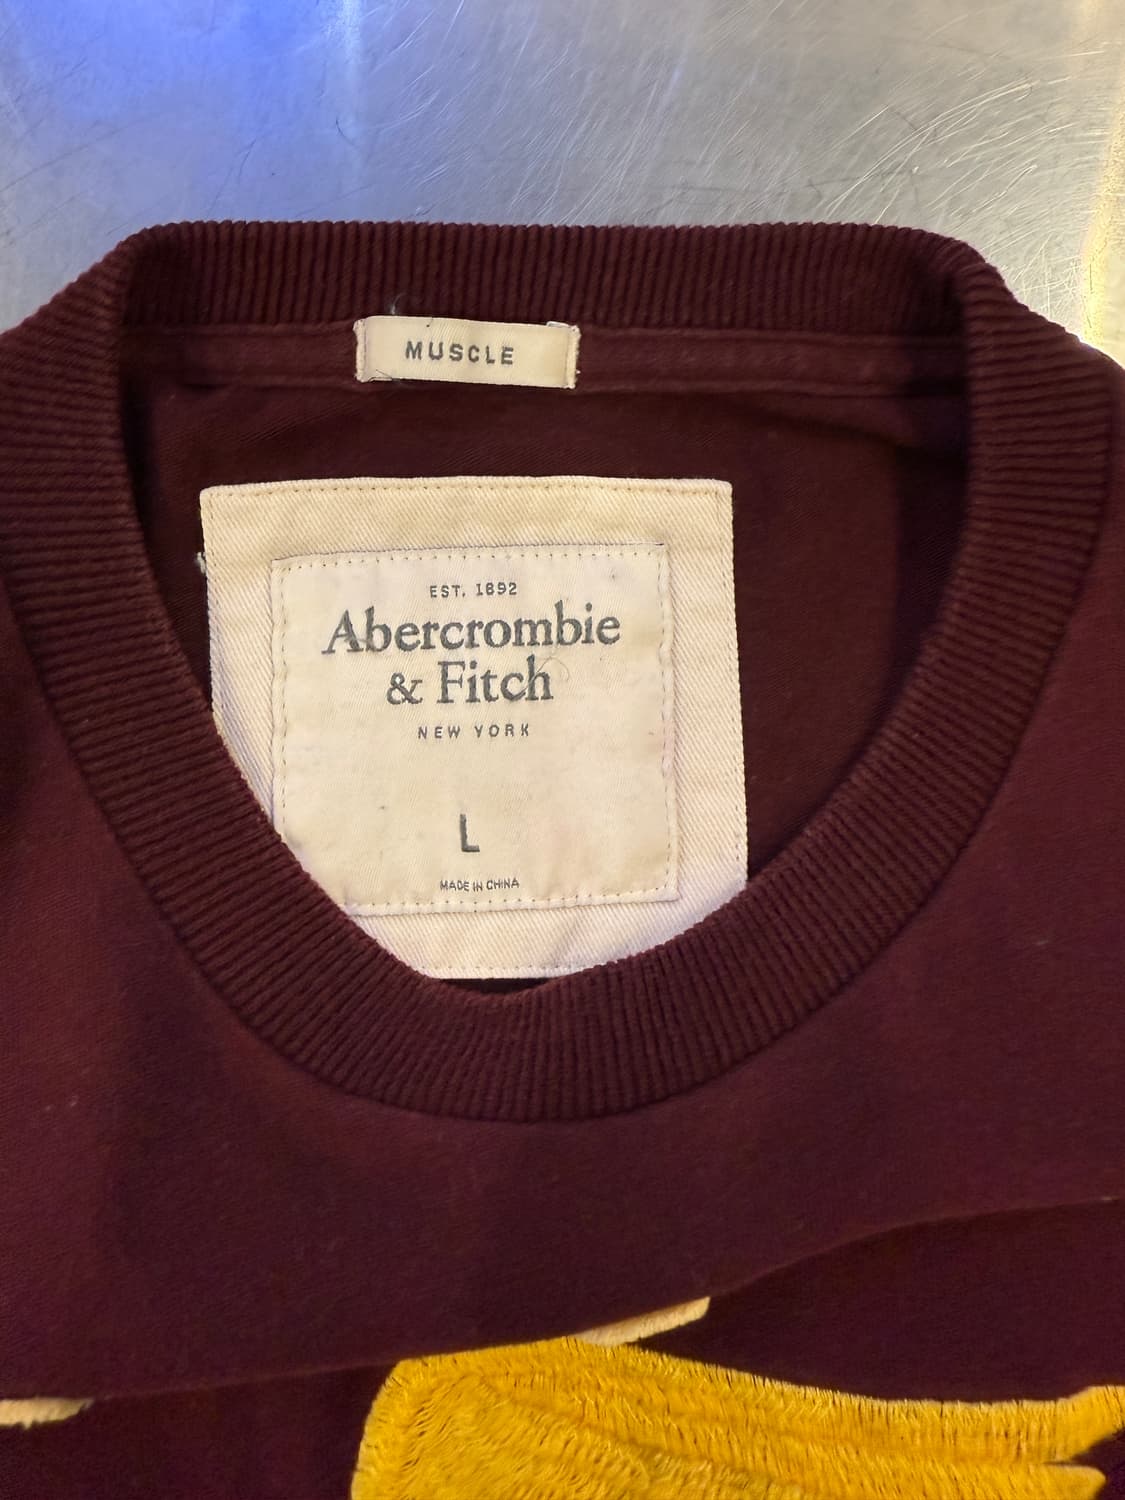 MUSCLE
EST. 1892
Abercrombie
& Fitch
NEW YORK
L
MADE IN CHINA